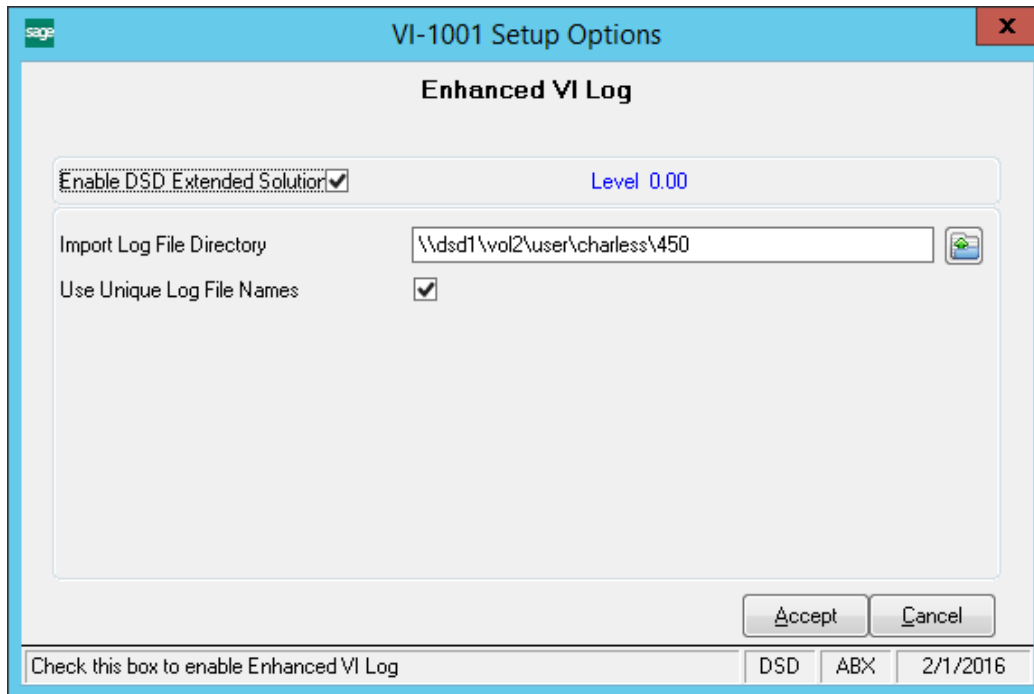 sage
VI-1001 Setup Options
X
Enhanced VI Log
Enable DSD Extended Solution
Level 0.00
Import Log File Directory
\\dsd1\vol2\user\charless\450
Use Unique Log File Names
Accept
Cancel
Check this box to enable Enhanced VI Log
DSD
ABX
2/1/2016